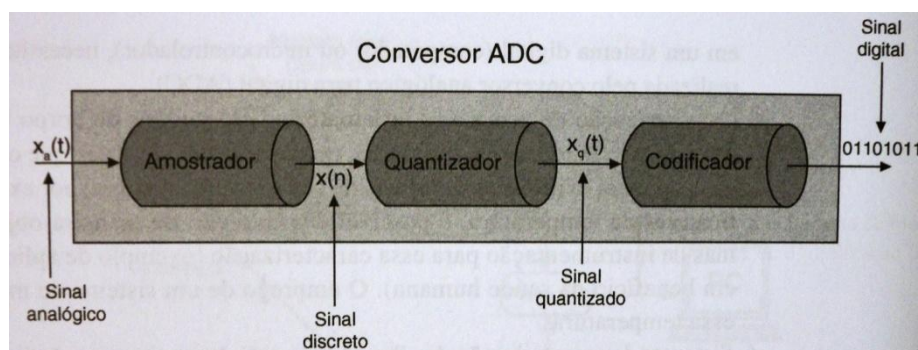 Conversor ADC
Sinal
digital
xa(t)
Amostrador
x(n)
Quantizador
xq(t)
Codificador
01101011
Sinal
analógico
Sinal
discreto
Sinal
quantizado